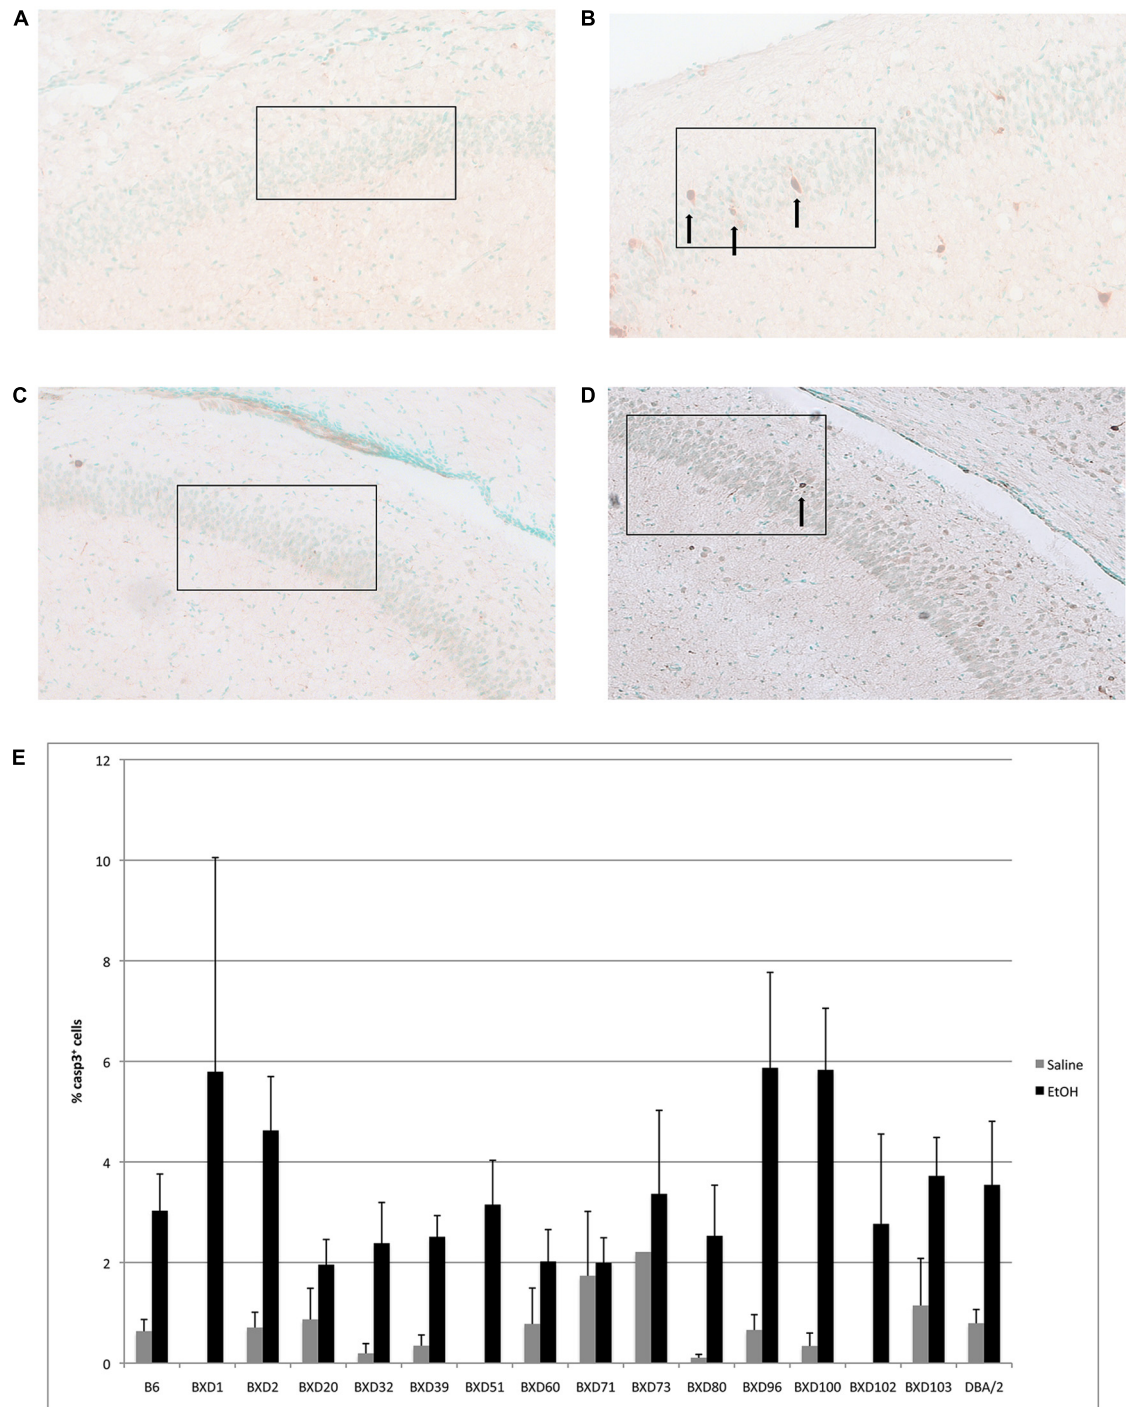 A
B
C
D
E
12
10
8
6
4
2
0
% casp3⁺ cells
Saline
EtOH
B6 BXD1 BXD2 BXD20 BXD32 BXD39 BXD51 BXD60 BXD71 BXD73 BXD80 BXD96 BXD100 BXD102 BXD103 DBA/2